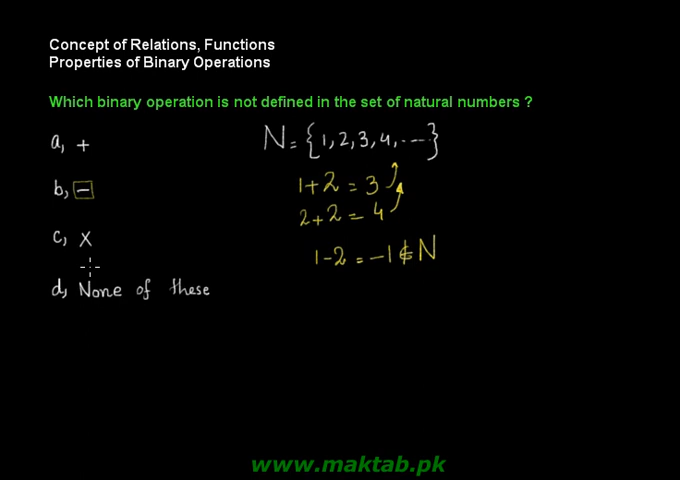 Concept of Relations, Functions
Properties of Binary Operations
Which binary operation is not defined in the set of natural numbers ?
a, +
N = {1, 2, 3, 4, ...}
b, −
1+2 = 3
2+2 = 4
c, x
1-2 = -1 ∉ N
d, None of these
www.maktab.pk